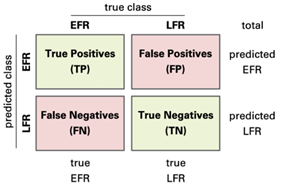 true class
EFR LFR total
predicted class
EFR
True Positives
(TP)
False Positives
(FP)
predicted
EFR
LFR
False Negatives
(FN)
True Negatives
(TN)
predicted
LFR
true
EFR
true
LFR